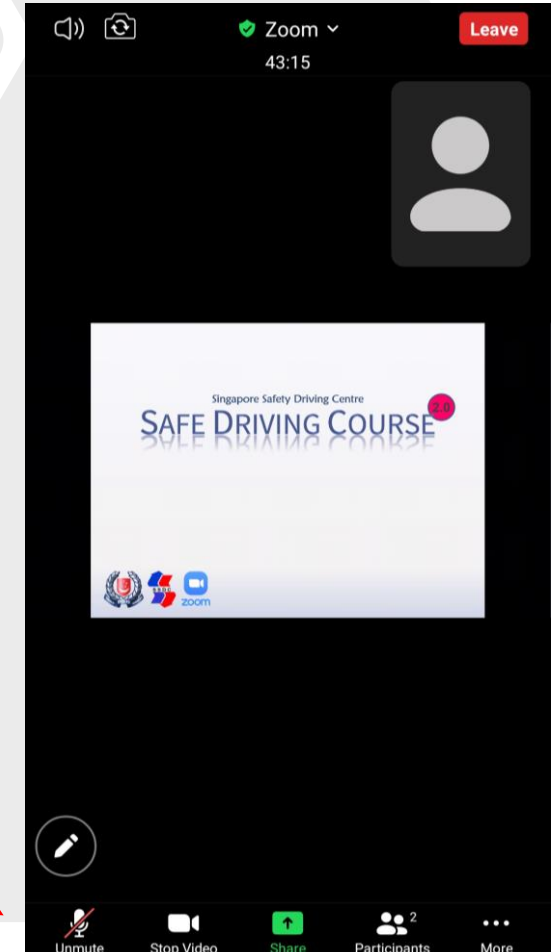 Zoom
Leave
43:15
Singapore Safety Driving Centre
SAFE DRIVING COURSE
2.0
SSDC
zoom
2
Unmute
Stop Video
Share
Participants
More